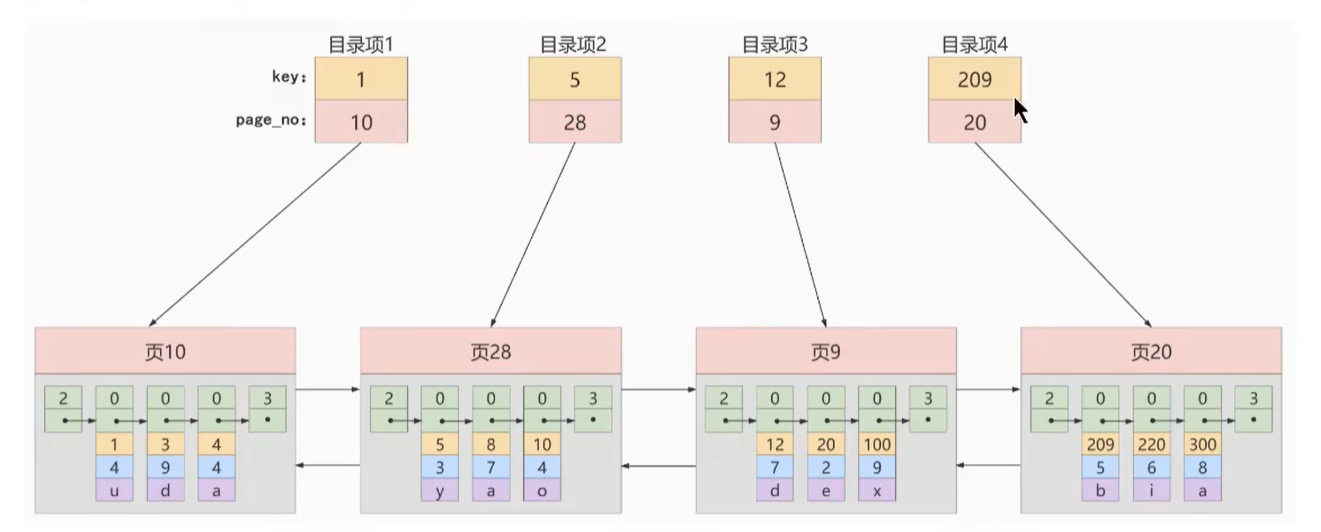 目录项1 目录项2 目录项3 目录项4
key: 1 5 12 209
page_no: 10 28 9 20
页10 页28 页9 页20
2 0 0 0 3 2 0 0 0 3 2 0 0 0 3 2 0 0 0 3
1 3 4 5 8 10 12 20 100 209 220 300
4 9 4 3 7 4 7 2 9 5 6 8
u d a y a o d e x b i a